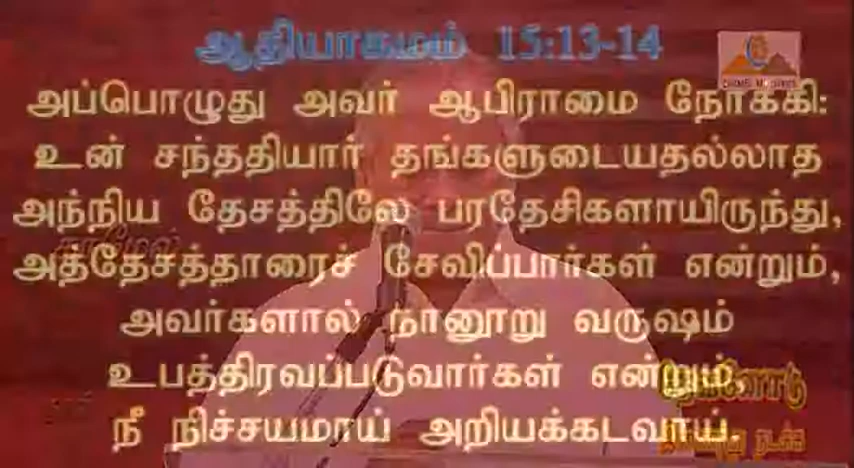 ஆதியாகமம் 15:13-14
அப்பொழுது அவர் ஆபிராமை நோக்கி:
உன் சந்ததியார் தங்களுடையதல்லாத
அந்நிய தேசத்திலே பரதேசிகளாயிருந்து,
அத்தேசத்தாரைச் சேவிப்பார்கள் என்றும்,
அவர்களால் நானூறு வருஷம்
உபத்திரவப்படுவார்கள் என்றும்,
நீ நிச்சயமாய் அறியக்கடவாய்.